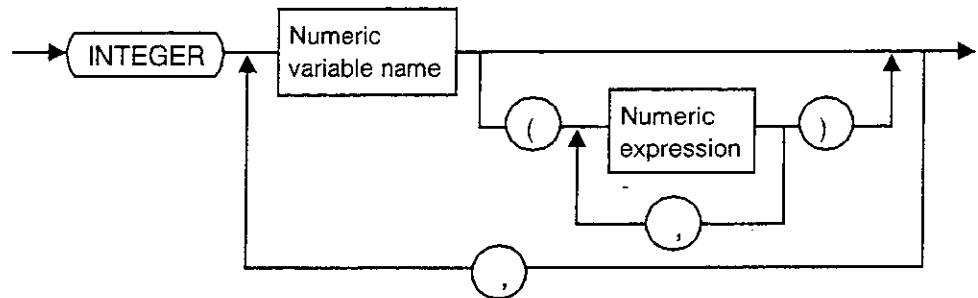 INTEGER
Numeric
variable name
(
Numeric
expression
)
,
,